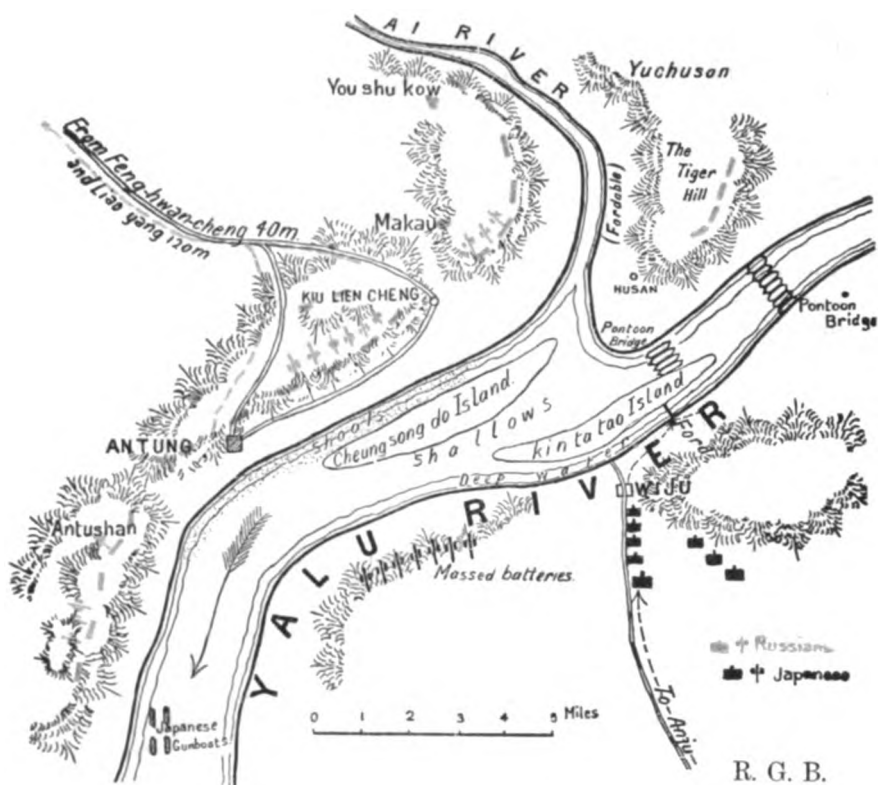 AI RIVER
You shu kow
Yuchusan
The
Tiger
Hill
(Fordable)
From Feng-hwan-cheng 40m
and Liao yang 120m
Makau
KIU LIEN CHENG
HUSAN
Pontoon
Bridge
Pontoon
Bridge
Cheungsong do Island.
Shoals
Shallows
kin ta tao Island
Deep water
Ford
ANTUNG
WIJU
YALU RIVER
Antushan
Massed batteries.
Russians
Japanese
Japanese
Gunboats
0 1 2 3 4 5 Miles
To Anju
R. G. B.